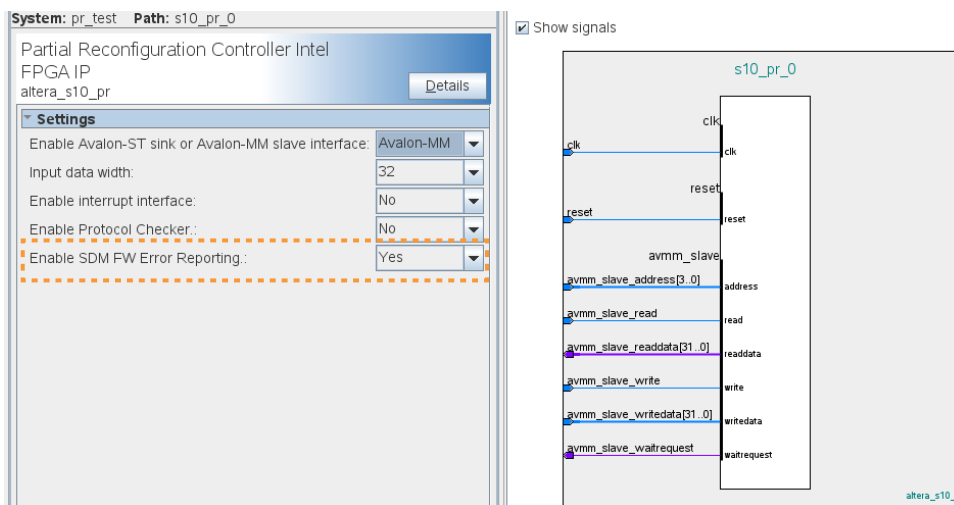 System: pr_test Path: s10_pr_0
Partial Reconfiguration Controller Intel
FPGA IP
altera_s10_pr
Details
Settings
Enable Avalon-ST sink or Avalon-MM slave interface: Avalon-MM
Input data width: 32
Enable interrupt interface: No
Enable Protocol Checker.: No
Enable SDM FW Error Reporting.: Yes
Show signals
s10_pr_0
clk
clk
clk
reset
reset
reset
avmm_slave
avmm_slave_address[3..0]
address
avmm_slave_read
read
avmm_slave_readdata[31..0]
readdata
avmm_slave_write
write
avmm_slave_writedata[31..0]
writedata
avmm_slave_waitrequest
waitrequest
altera_s10_